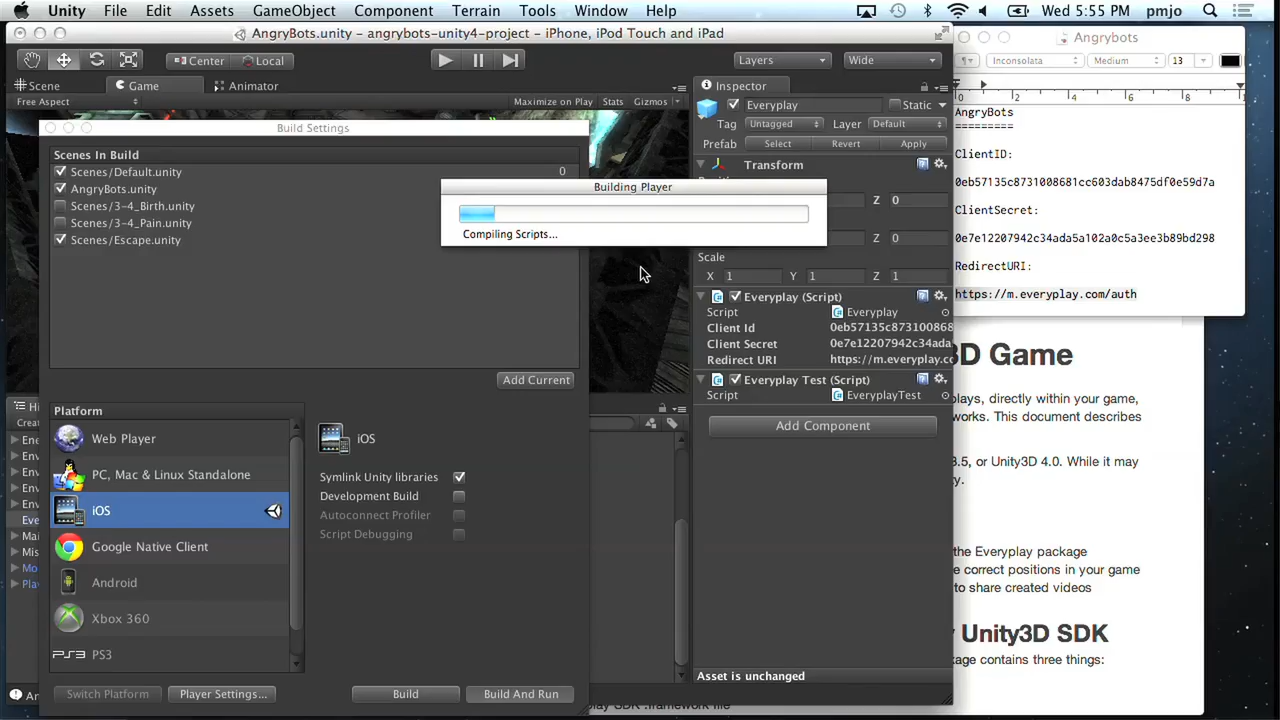 Unity File Edit Assets GameObject Component Terrain Tools Window Help Wed 5:55 PM pmjo
AngryBots.unity - angrybots-unity4-project - iPhone, iPod Touch and iPad
Angrybots
Center Local
Layers Wide
Inconsolata Medium 13
Scene Game Animator
Inspector
Free Aspect Maximize on Play Stats Gizmos
Everyplay Static
0 2 4 6 8
AngryBots
=========
Tag Untagged Layer Default
Prefab Select Revert Apply
Transform
Build Settings
Scenes In Build
Scenes/Default.unity 0
AngryBots.unity
Scenes/3-4_Birth.unity
Scenes/3-4_Pain.unity
Scenes/Escape.unity
Building Player
Compiling Scripts...
Z 0
Z 0
Scale
X 1 Y 1 Z 1
ClientID:
0eb57135c8731008681cc603dab8475df0e59d7a
ClientSecret:
0e7e12207942c34ada5a102a0c5a3ee3b89bd298
RedirectURI:
https://m.everyplay.com/auth
Everyplay (Script)
Script Everyplay
Client Id 0eb57135c873100868
Client Secret 0e7e12207942c34ada
Redirect URI https://m.everyplay.co
Everyplay Test (Script)
Script EveryplayTest
Add Component
Add Current
Platform
Web Player
PC, Mac & Linux Standalone
iOS
Google Native Client
Android
Xbox 360
PS3
iOS
Symlink Unity libraries
Development Build
Autoconnect Profiler
Script Debugging
Switch Platform Player Settings... Build Build And Run
Asset is unchanged
3D Game
plays, directly within your game,
works. This document describes
3.5, or Unity3D 4.0. While it may
the Everyplay package
e correct positions in your game
to share created videos
Unity3D SDK
kage contains three things:
play SDK .framework file